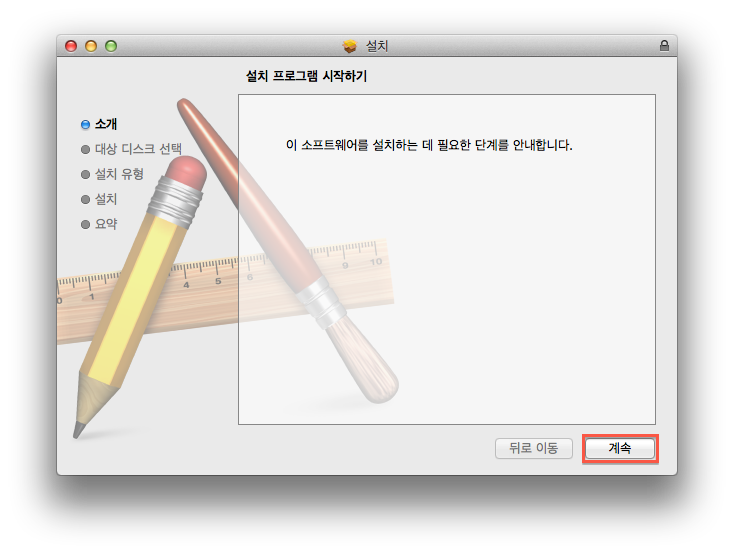 설치
설치 프로그램 시작하기
소개
대상 디스크 선택
설치 유형
설치
요약
이 소프트웨어를 설치하는 데 필요한 단계를 안내합니다.
0 1 4 5 6 9 10
뒤로 이동
계속